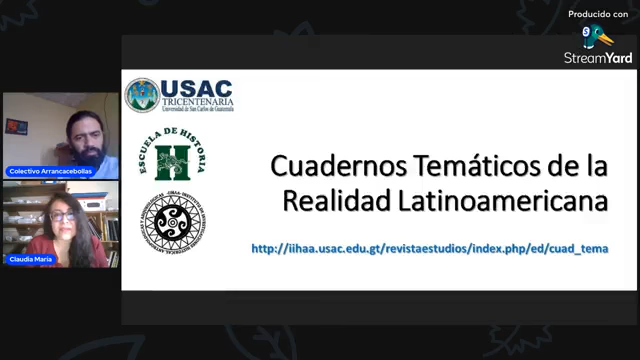 Producido con
StreamYard
USAC
TRICENTENARIA
Universidad de San Carlos de Guatemala
ESCUELA DE HISTORIA
Cuadernos Temáticos de la
Realidad Latinoamericana
http://iihaa.usac.edu.gt/revistaestudios/index.php/ed/cuad_tema
Colectivo Arrancacebollas
Claudia María